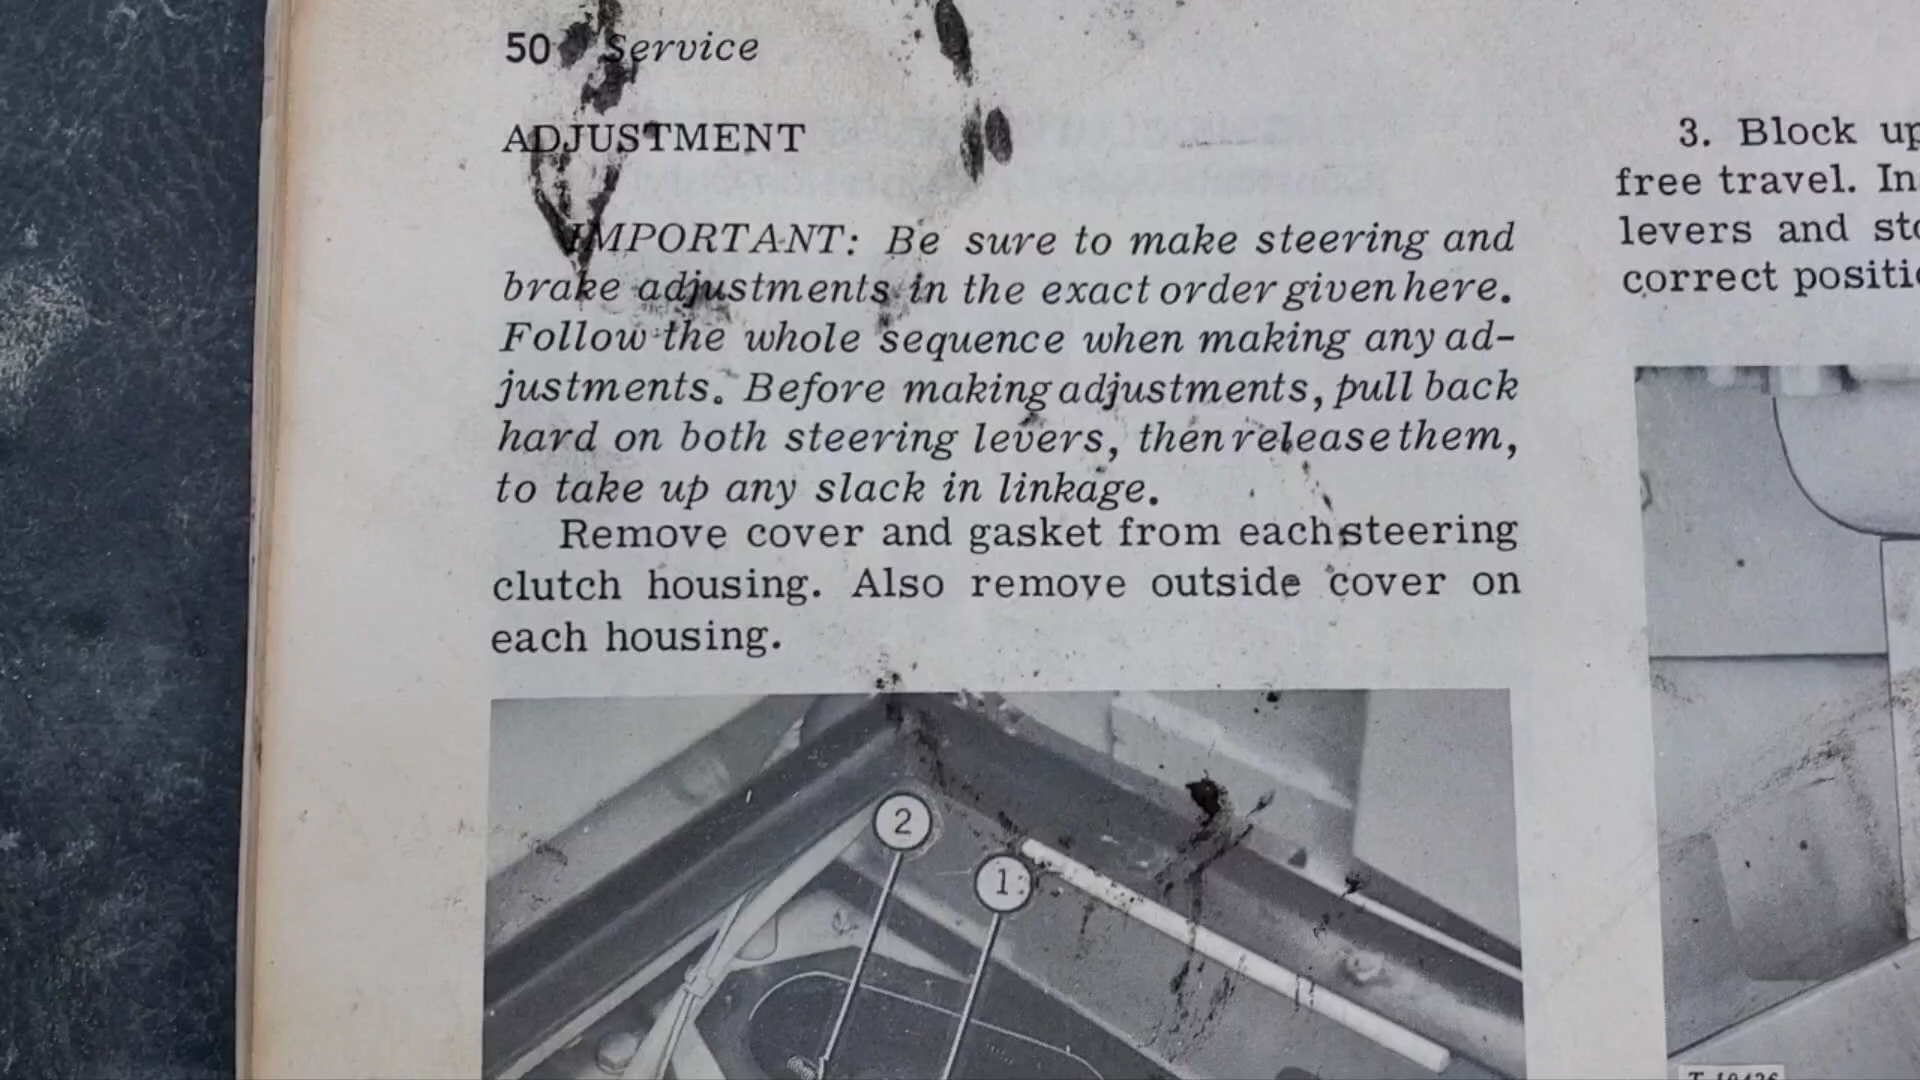 50 Service
ADJUSTMENT
IMPORTANT: Be sure to make steering and
brake adjustments in the exact order given here.
Follow the whole sequence when making any ad-
justments. Before making adjustments, pull back
hard on both steering levers, then release them,
to take up any slack in linkage.
Remove cover and gasket from each steering
clutch housing. Also remove outside cover on
each housing.
2
1
3. Block up
free travel. In
levers and
correct